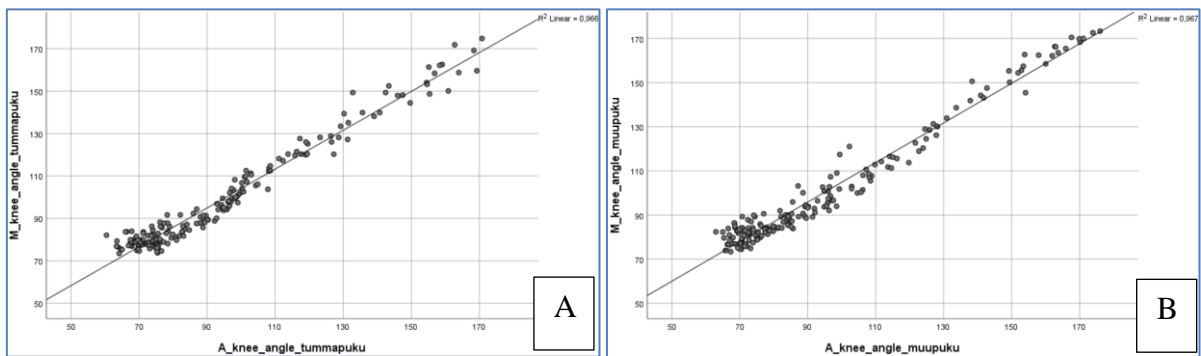 R² Linear = 0,966
170
150
130
110
90
70
50
M_knee_angle_tummapuku
50 70 90 110 130 150 170
A_knee_angle_tummapuku
A
R² Linear = 0,967
170
150
130
110
90
70
50
M_knee_angle_muupuku
50 70 90 110 130 150 170
A_knee_angle_muupuku
B